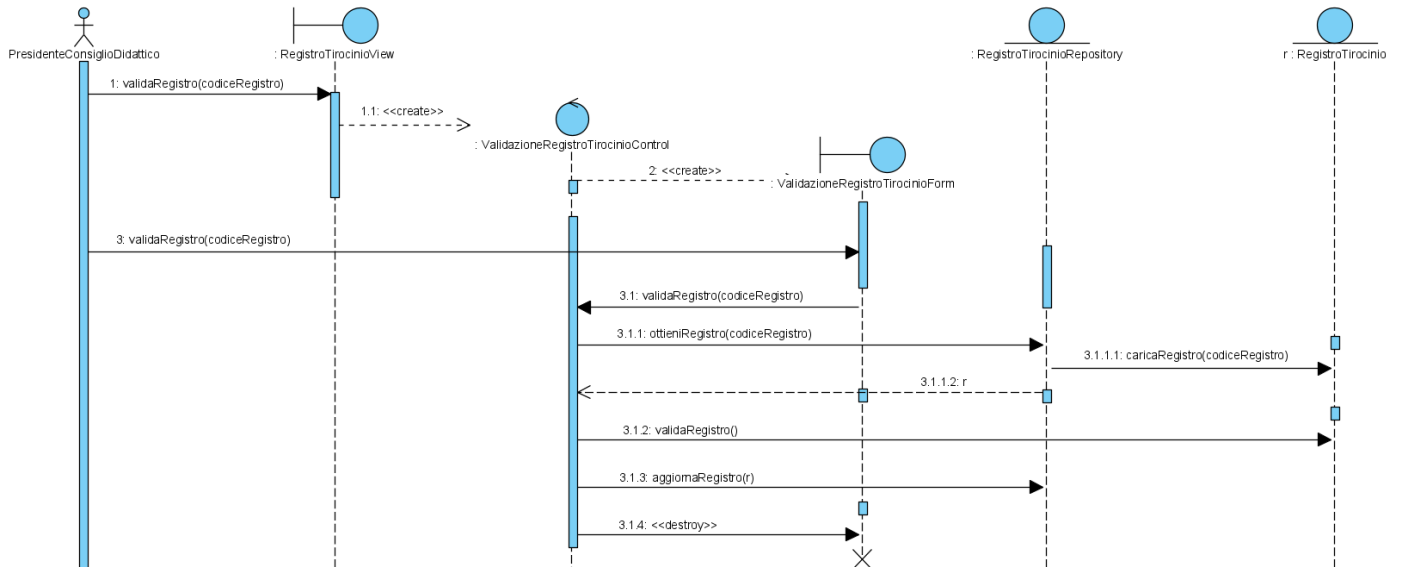 PresidenteConsiglioDidattico
: RegistroTirocinioView
: RegistroTirocinioRepository
r : RegistroTirocinio
1: validaRegistro(codiceRegistro)
1.1: <<create>>
: ValidazioneRegistroTirocinioControl
2: <<create>>
: ValidazioneRegistroTirocinioForm
3: validaRegistro(codiceRegistro)
3.1: validaRegistro(codiceRegistro)
3.1.1: ottieniRegistro(codiceRegistro)
3.1.1.1: caricaRegistro(codiceRegistro)
3.1.1.2: r
3.1.2: validaRegistro()
3.1.3: aggiornaRegistro(r)
3.1.4: <<destroy>>